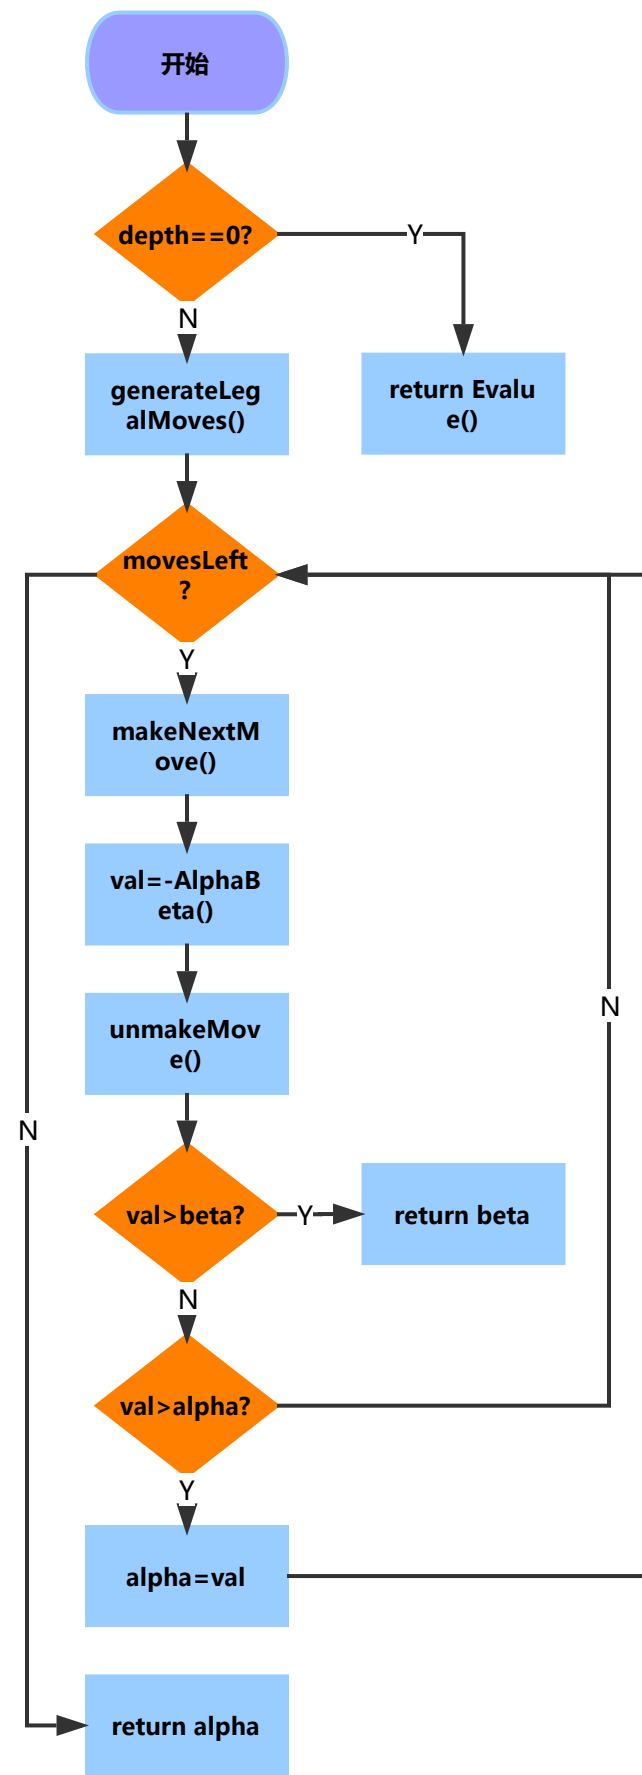 开始
depth==0?
Y
N
generateLeg
alMoves()
return Evalu
e()
movesLeft
?
Y
makeNextM
ove()
val=-AlphaB
eta()
unmakeMov
e()
N
N
val>beta?
Y
return beta
N
val>alpha?
Y
alpha=val
return alpha